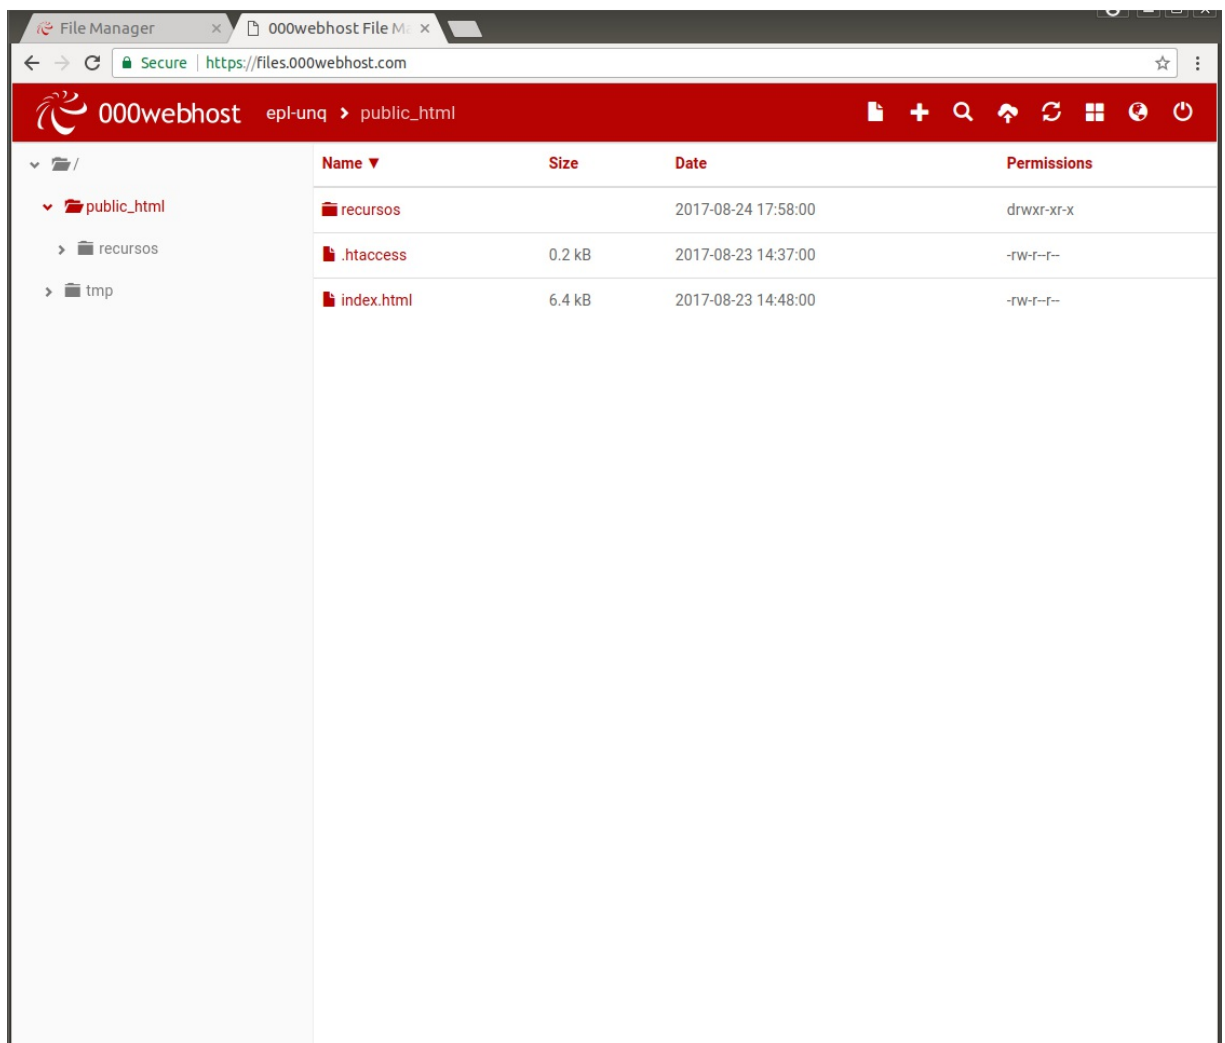 File Manager
000webhost File Ma
Secure https://files.000webhost.com
000webhost epl-unq public_html
/
public_html
recursos
tmp
Name ▼ Size Date Permissions
recursos 2017-08-24 17:58:00 drwxr-xr-x
.htaccess 0.2 kB 2017-08-23 14:37:00 -rw-r--r--
index.html 6.4 kB 2017-08-23 14:48:00 -rw-r--r--